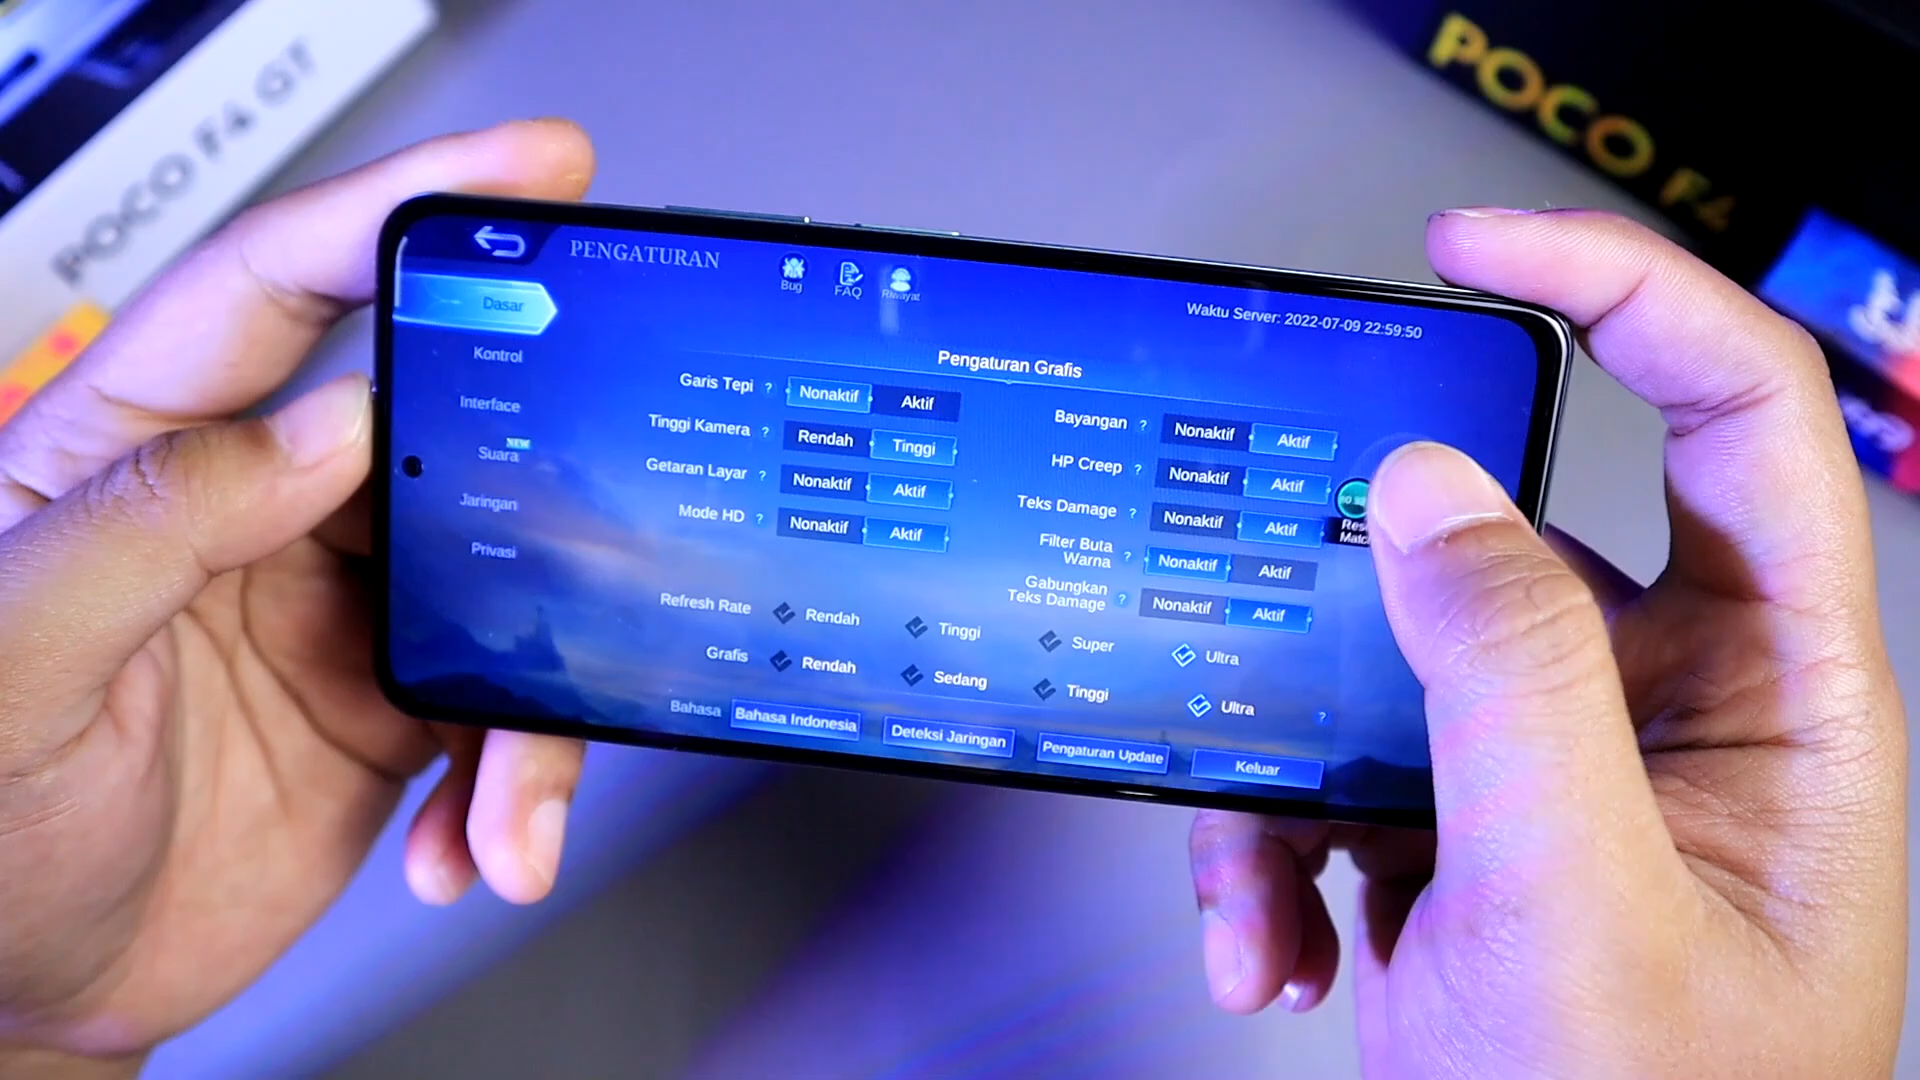 POCO F4 GT
POCO F4
PENGATURAN
Bug
FAQ
Riwayat
Waktu Server: 2022-07-09 22:59:50
Dasar
Kontrol
Interface
Suara
NEW
Jaringan
Privasi
Pengaturan Grafis
Garis Tepi ? Nonaktif Aktif
Tinggi Kamera ? Rendah Tinggi
Getaran Layar ? Nonaktif Aktif
Mode HD ? Nonaktif Aktif
Bayangan ? Nonaktif Aktif
HP Creep ? Nonaktif Aktif
Teks Damage ? Nonaktif Aktif
Filter Buta
Warna ? Nonaktif Aktif
Gabungkan
Teks Damage ? Nonaktif Aktif
Refresh Rate Rendah Tinggi Super Ultra
Grafis Rendah Sedang Tinggi Ultra ?
Bahasa Bahasa Indonesia Deteksi Jaringan Pengaturan Update Keluar